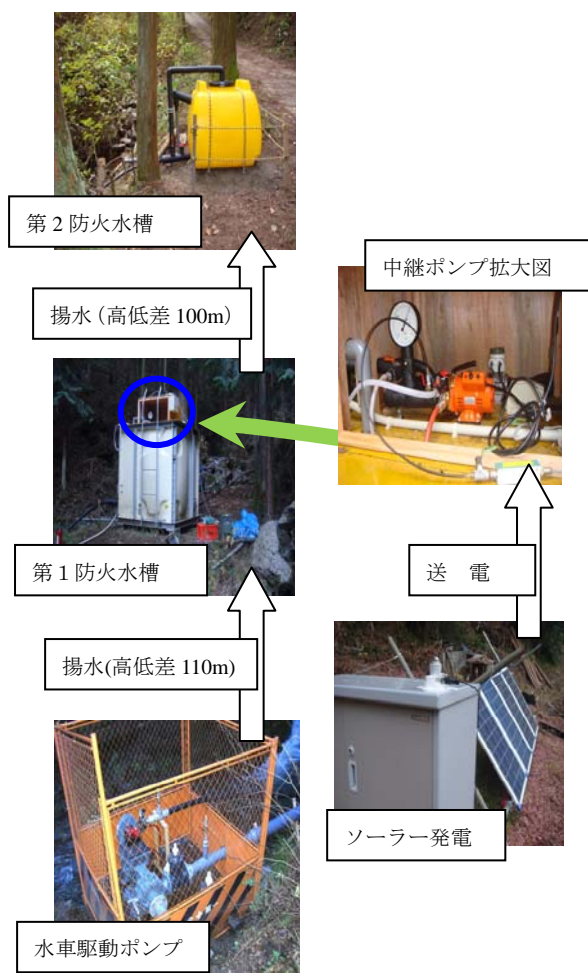 第２防火水槽
中継ポンプ拡大図
揚水（高低差 100m）
第１防火水槽
送　電
揚水(高低差 110m)
ソーラー発電
水車駆動ポンプ